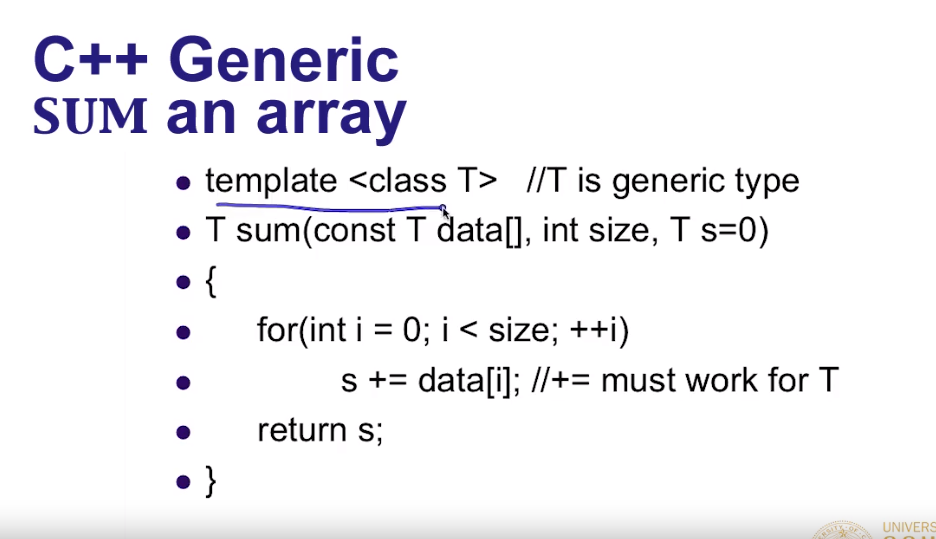 C++ Generic
SUM an array
• template <class T> //T is generic type
• T sum(const T data[], int size, T s=0)
• {
• for(int i = 0; i < size; ++i)
• s += data[i]; //+= must work for T
• return s;
• }